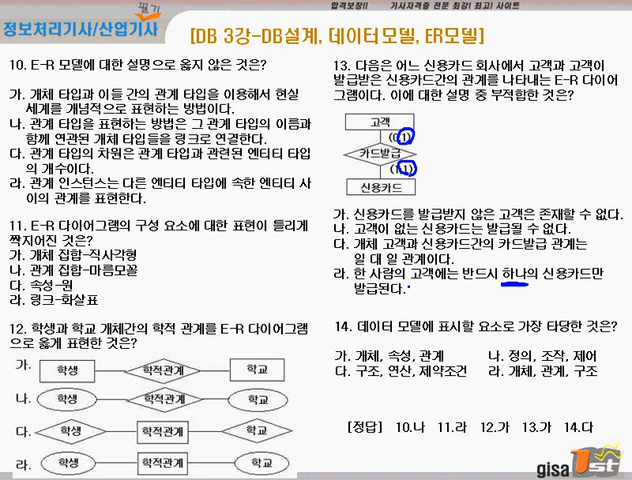 합격보장!! 기사자격증 전문 최강! 최고! 사이트
필기
정보처리기사/산업기사
[DB 3강-DB설계, 데이터모델, ER모델]
10. E-R 모델에 대한 설명으로 옳지 않은 것은?
가. 개체 타입과 이들 간의 관계 타입을 이용해서 현실
세계를 개념적으로 표현하는 방법이다.
나. 관계 타입을 표현하는 방법은 그 관계 타입의 이름과
함께 연관된 개체 타입들을 링크로 연결한다.
다. 관계 타입의 차원은 관계 타입과 관련된 엔티티 타입
의 개수이다.
라. 관계 인스턴스는 다른 엔티티 타입에 속한 엔티티 사
이의 관계를 표현한다.
11. E-R 다이어그램의 구성 요소에 대한 표현이 틀리게
짝지어진 것은?
가. 개체 집합-직사각형
나. 관계 집합-마름모꼴
다. 속성-원
라. 링크-화살표
12. 학생과 학교 개체간의 학적 관계를 E-R 다이어그램
으로 옳게 표현한 것은?
가. 학생 학적관계 학교
나. 학생 학적관계 학교
다. 학생 학적관계 학교
라. 학생 학적관계 학교
13. 다음은 어느 신용카드 회사에서 고객과 고객이
발급받은 신용카드간의 관계를 나타내는 E-R 다이어
그램이다. 이에 대한 설명 중 부적합한 것은?
고객
(0,1)
카드발급
(1,1)
신용카드
가. 신용카드를 발급받지 않은 고객은 존재할 수 없다.
나. 고객이 없는 신용카드는 발급될 수 없다.
다. 개체 고객과 신용카드간의 카드발급 관계는
일 대 일 관계이다.
라. 한 사람의 고객에는 반드시 하나의 신용카드만
발급된다.
14. 데이터 모델에 표시할 요소로 가장 타당한 것은?
가. 개체, 속성, 관계 나. 정의, 조작, 제어
다. 구조, 연산, 제약조건 라. 개체, 관계, 구조
[정답] 10.나 11.라 12.가 13.가 14.다
gisa 1st